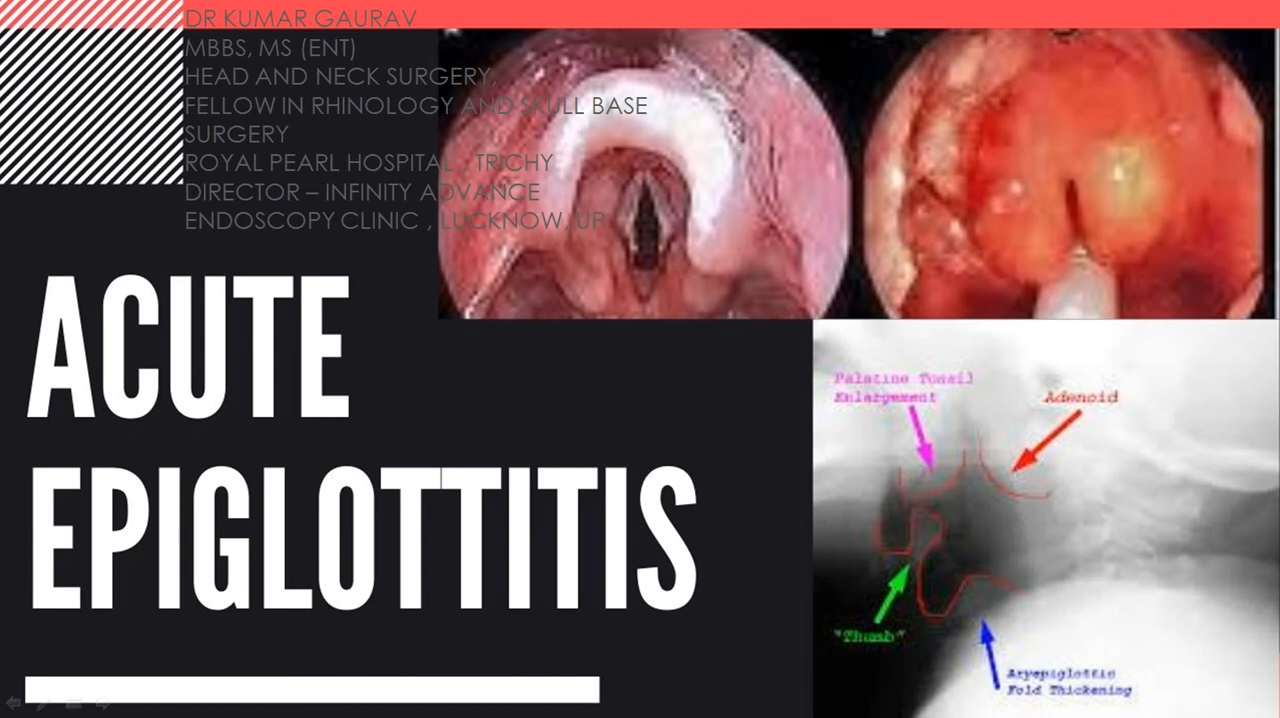 DR KUMAR GAURAV
MBBS, MS (ENT)
HEAD AND NECK SURGERY,
FELLOW IN RHINOLOGY AND SKULL BASE
SURGERY
ROYAL PEARL HOSPITAL , TRICHY
DIRECTOR – INFINITY ADVANCE
ENDOSCOPY CLINIC , LUCKNOW, UP
ACUTE
EPIGLOTTITIS
Palatine Tonsil
Enlargement
Adenoid
"Thumb"
Aryepiglottic
Fold Thickening